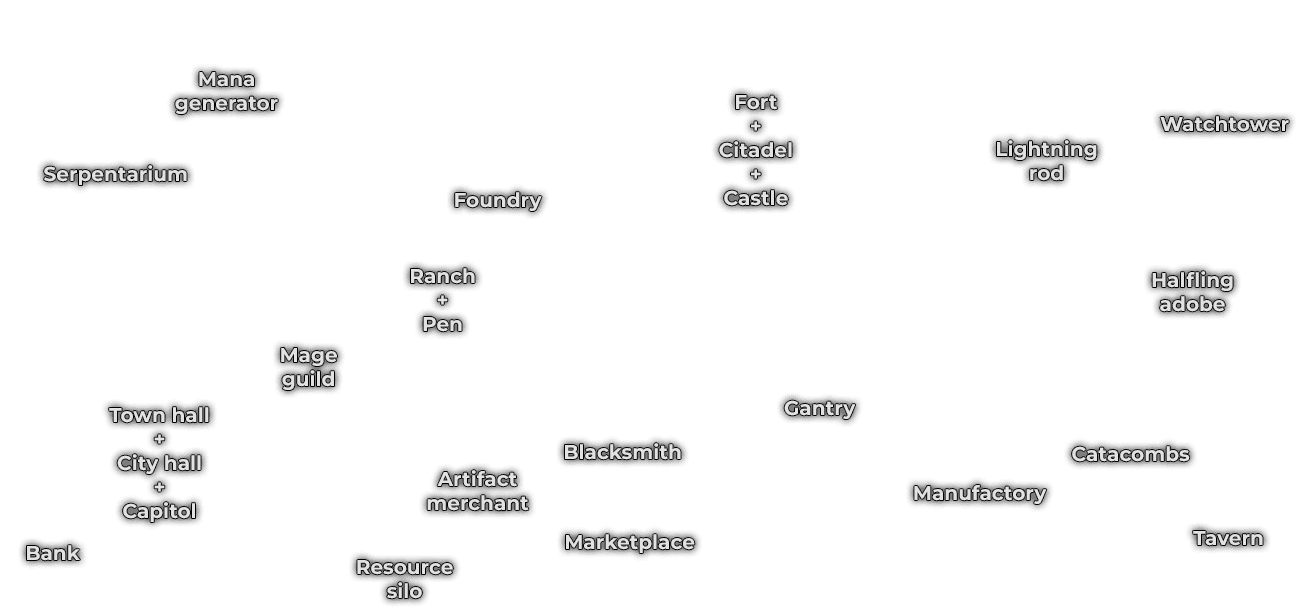 Mana
generator
Fort
+
Citadel
+
Castle
Watchtower
Lightning
rod
Serpentarium
Foundry
Ranch
+
Pen
Halfling
adobe
Mage
guild
Town hall
+
City hall
+
Capitol
Gantry
Blacksmith
Catacombs
Artifact
merchant
Manufactory
Marketplace
Tavern
Bank
Resource
silo